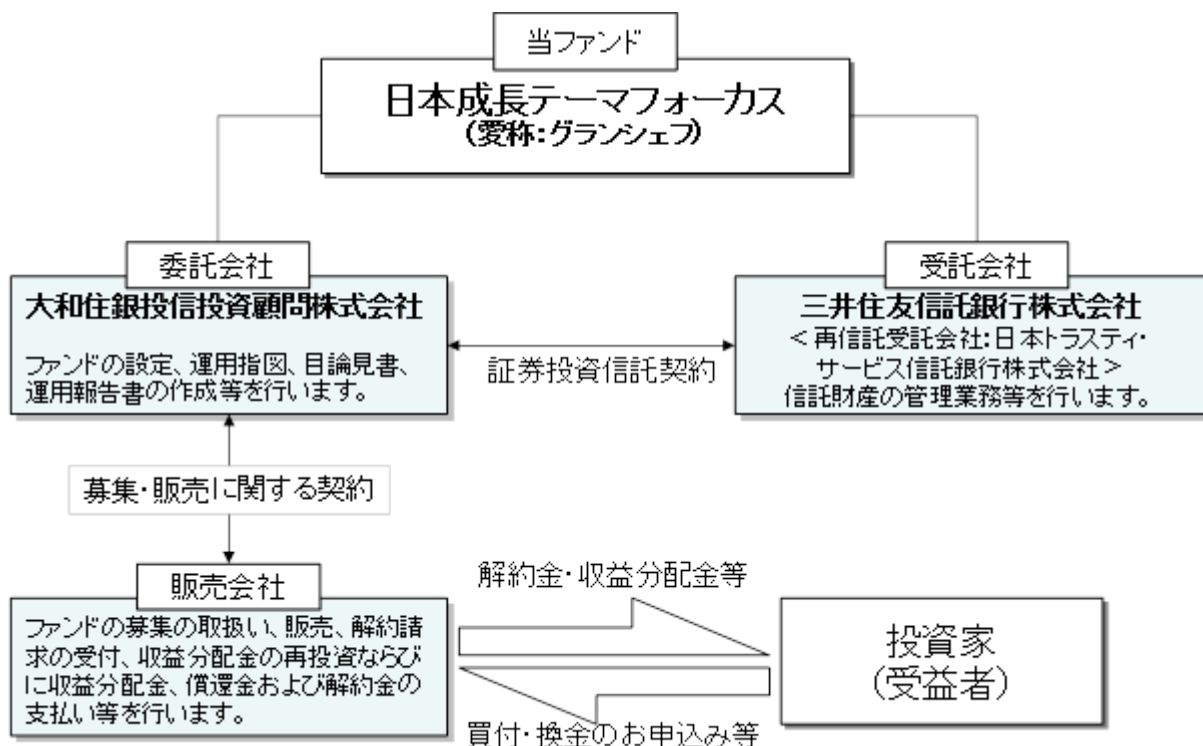 当ファンド
日本成長テーマフォーカス
(愛称:グランシェフ)
委託会社
大和住銀投信投資顧問株式会社
ファンドの設定、運用指図、目論見書、
運用報告書の作成等を行います。
証券投資信託契約
受託会社
三井住友信託銀行株式会社
<再信託受託会社:日本トラスティ・
サービス信託銀行株式会社>
信託財産の管理業務等を行います。
募集・販売に関する契約
販売会社
ファンドの募集の取扱い、販売、解約請
求の受付、収益分配金の再投資ならび
に収益分配金、償還金および解約金の
支払い等を行います。
解約金・収益分配金等
買付・換金のお申込み等
投資家
(受益者)